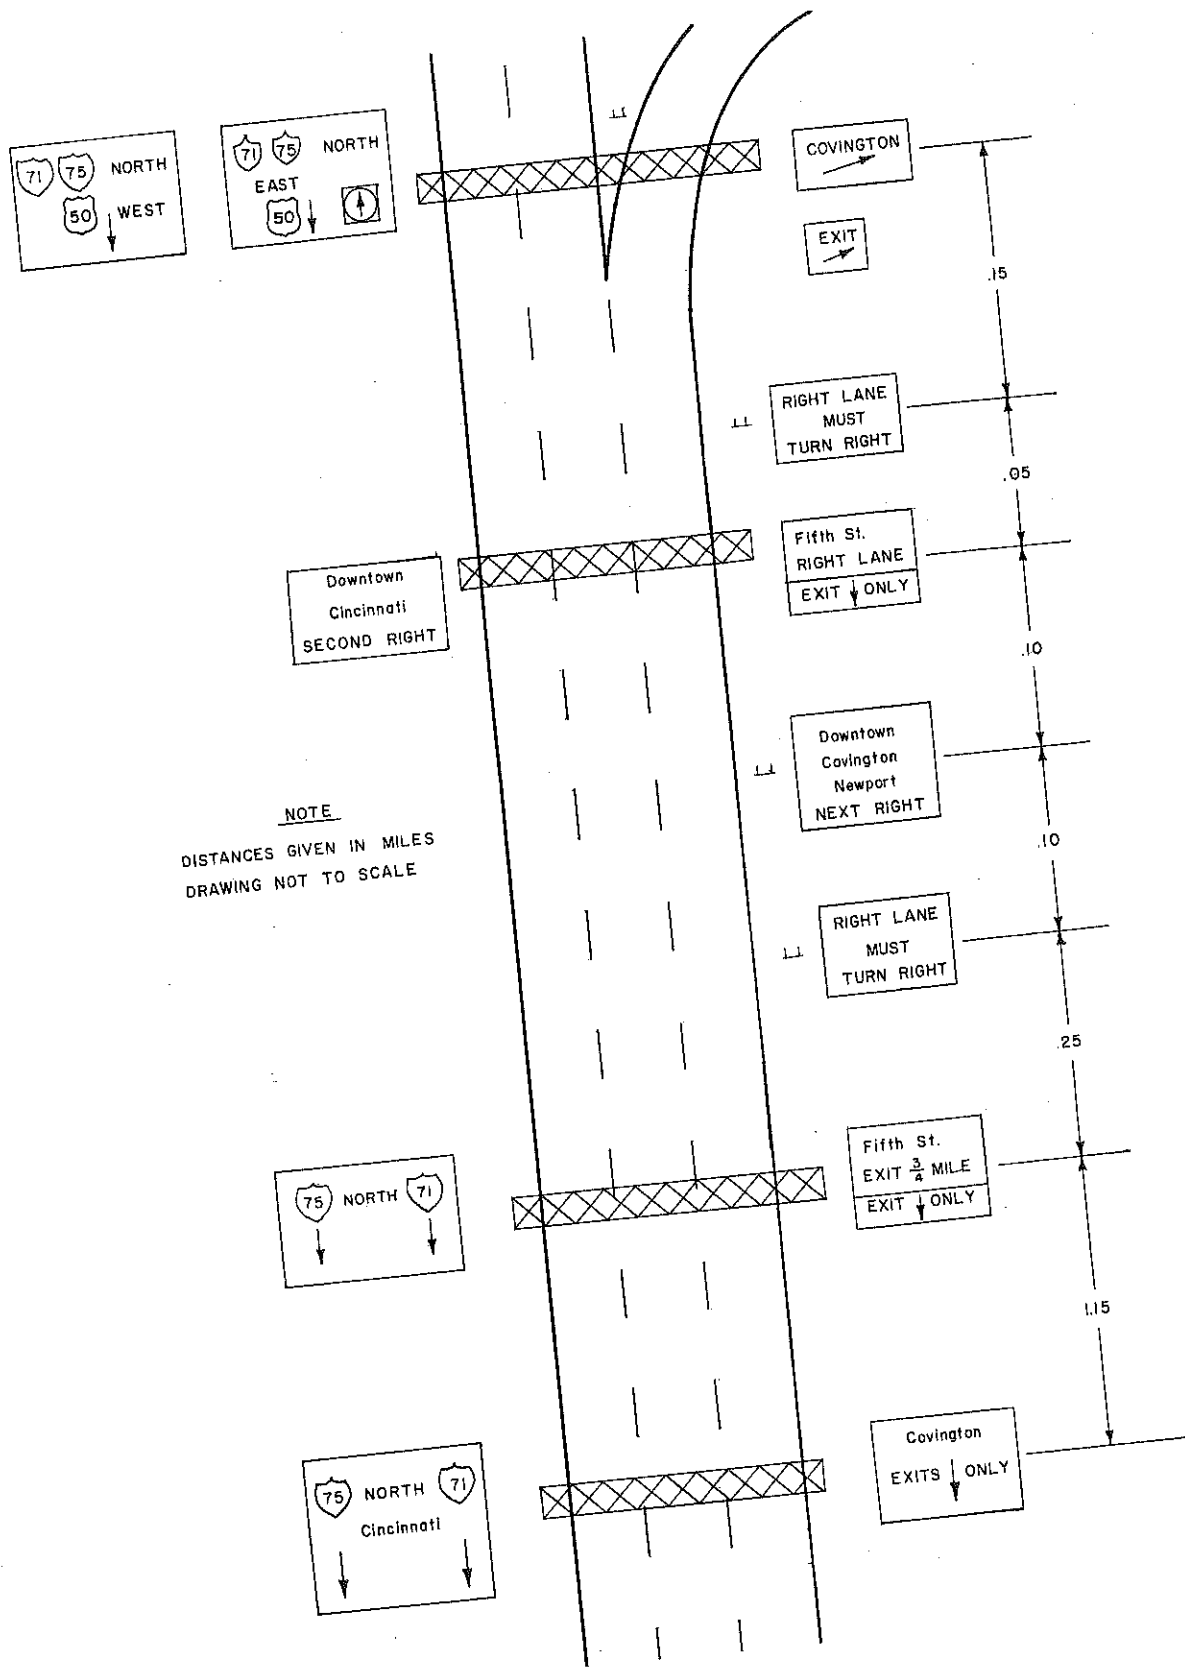 71 75 NORTH
50 WEST
71 75 NORTH
EAST
50
COVINGTON
EXIT
.15
RIGHT LANE
MUST
TURN RIGHT
.05
Downtown
Cincinnati
SECOND RIGHT
Fifth St.
RIGHT LANE
EXIT ONLY
.10
Downtown
Covington
Newport
NEXT RIGHT
NOTE
DISTANCES GIVEN IN MILES
DRAWING NOT TO SCALE
.10
RIGHT LANE
MUST
TURN RIGHT
.25
75 NORTH 71
Fifth St.
EXIT 3/4 MILE
EXIT ONLY
1.15
75 NORTH 71
Cincinnati
Covington
EXITS ONLY